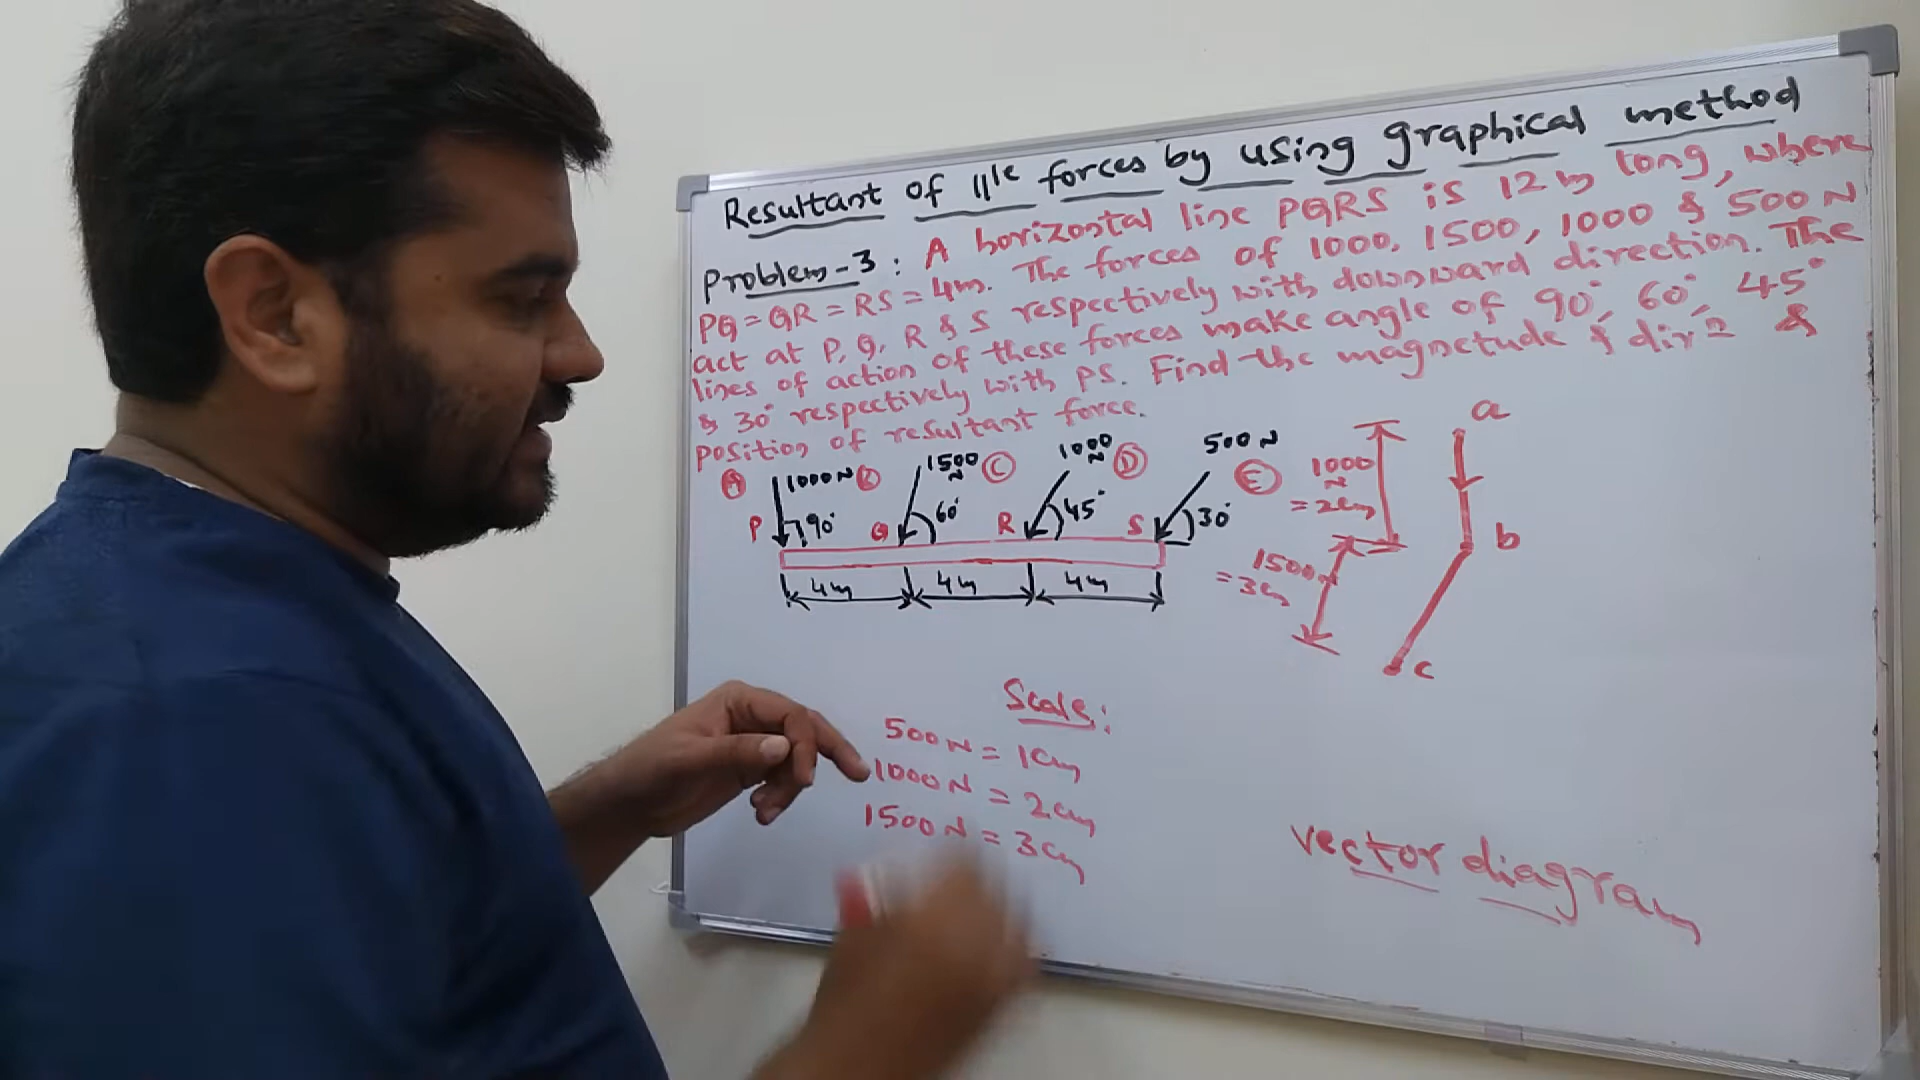 Resultant of ||le forces by using graphical method
Problem-3: A horizontal line PQRS is 12m long, where
PQ = QR = RS = 4m. The forces of 1000, 1500, 1000 & 500 N
act at P, Q, R & S respectively with downward direction. The
lines of action of these forces make angle of 90°, 60°, 45°
& 30° respectively with PS. Find the magnetude & dirn &
position of resultant force.
A 1000N B 1500 N C 1000 N D 500 N E
P 90° Q 60° R 45° S 30°
4m 4m 4m
a
1000 N = 2cm
b
1500 N = 3cm
c
Scale:
500N = 1cm
1000N = 2cm
1500N = 3cm
vector diagram